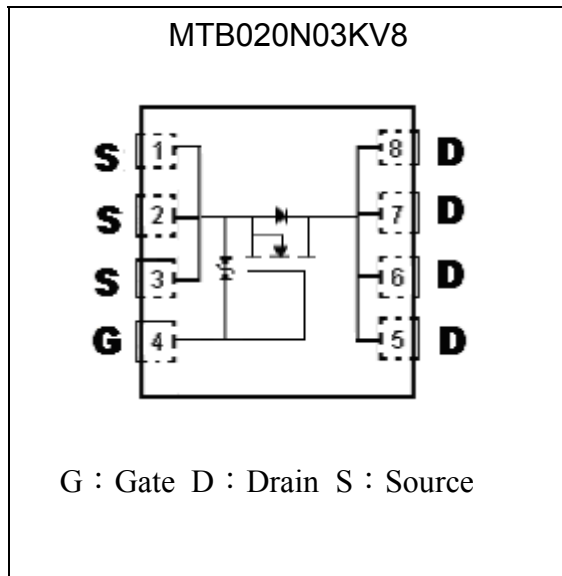 MTB020N03KV8
S 1 8 D
S 2 7 D
S 3 6 D
G 4 5 D
G：Gate D：Drain S：Source